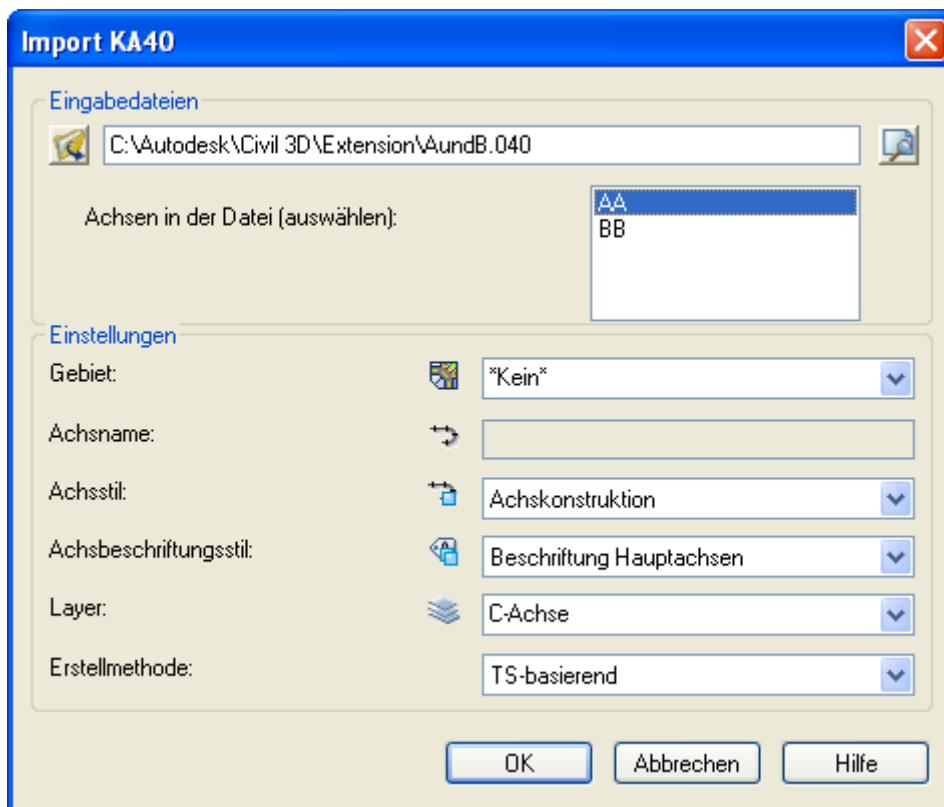 Import KA40
Eingabedateien
C:\Autodesk\Civil 3D\Extension\AundB.040
Achsen in der Datei (auswählen):
AA
BB
Einstellungen
Gebiet:
*Kein*
Achsname:
Achsstil:
Achskonstruktion
Achsbeschriftungsstil:
Beschriftung Hauptachsen
Layer:
C-Achse
Erstellmethode:
TS-basierend
OK
Abbrechen
Hilfe